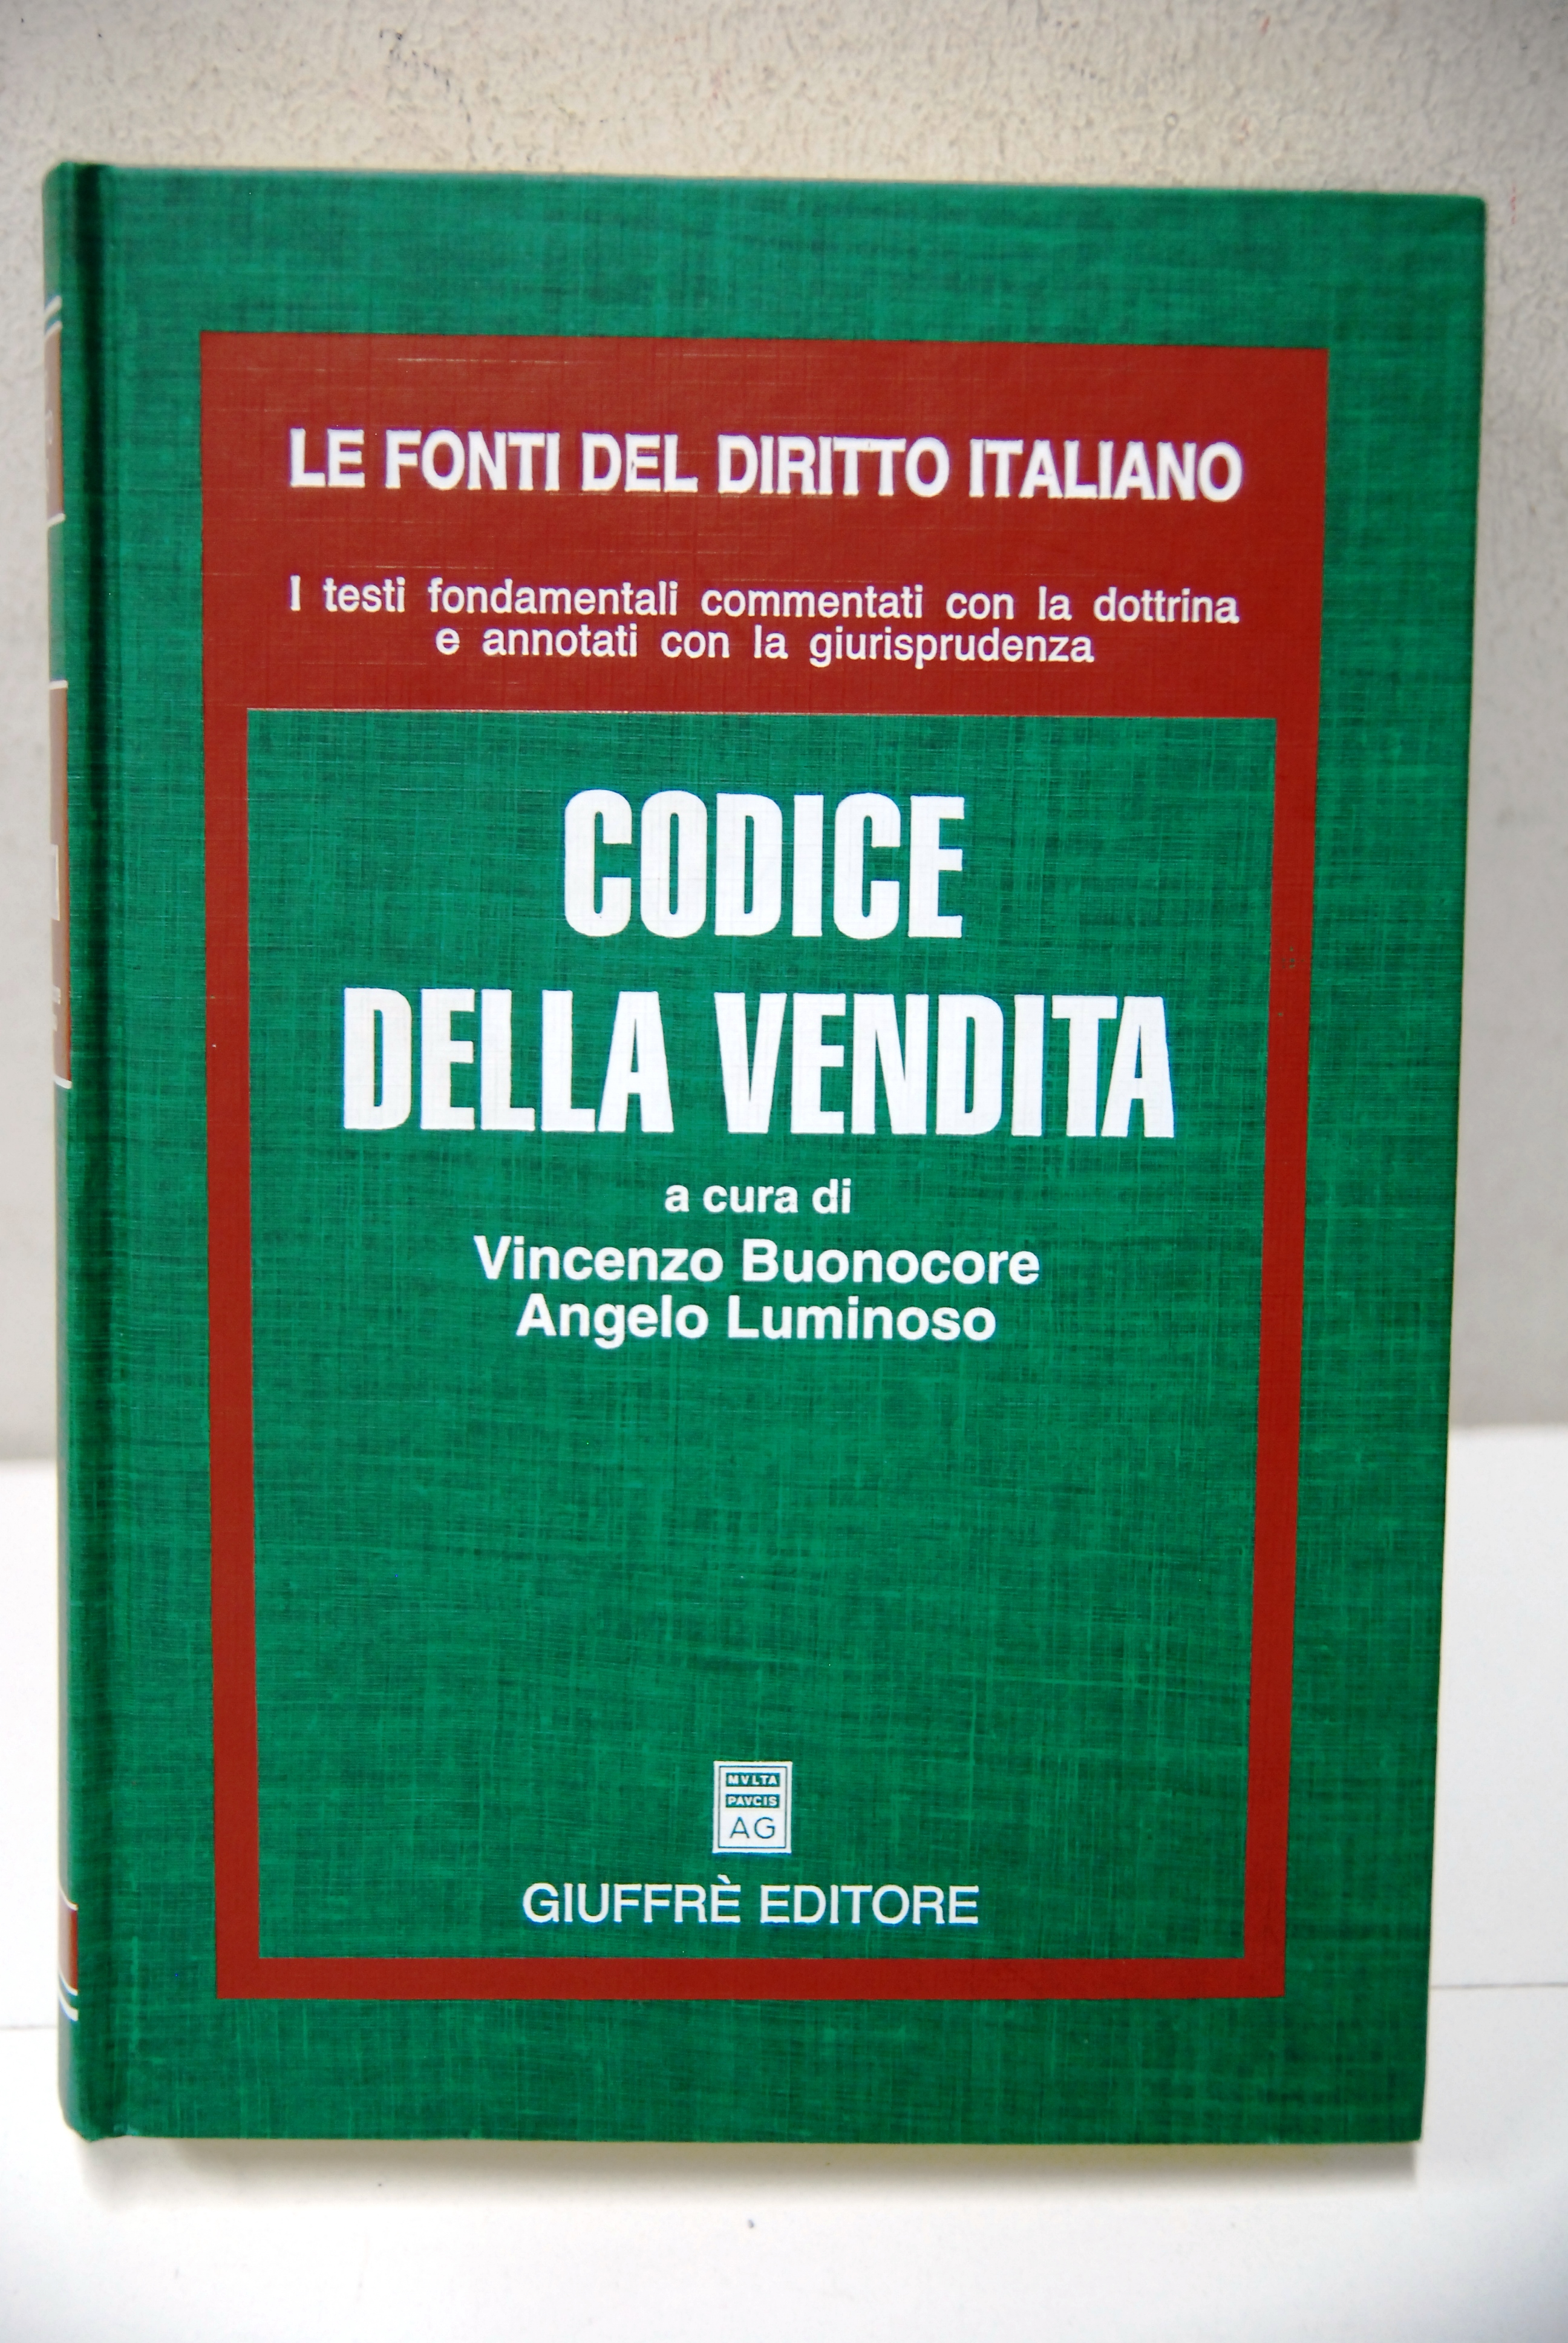 LE FONTI DEL DIRITTO ITALIANO
I testi fondamentali commentati con la dottrina
e annotati con la giurisprudenza
CODICE
DELLA VENDITA
a cura di
Vincenzo Buonocore
Angelo Luminoso
MVLTA
PAVCIS
AG
GIUFFRÈ EDITORE